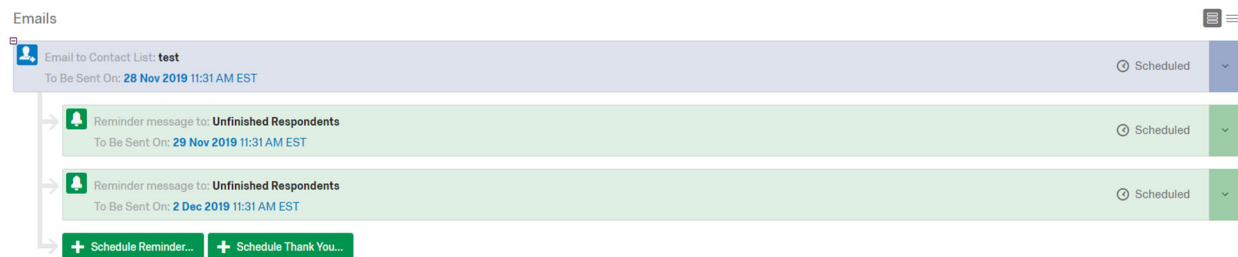 Emails
Email to Contact List: test
Scheduled
To Be Sent On: 28 Nov 2019 11:31 AM EST
Reminder message to: Unfinished Respondents
Scheduled
To Be Sent On: 29 Nov 2019 11:31 AM EST
Reminder message to: Unfinished Respondents
Scheduled
To Be Sent On: 2 Dec 2019 11:31 AM EST
Schedule Reminder... Schedule Thank You...